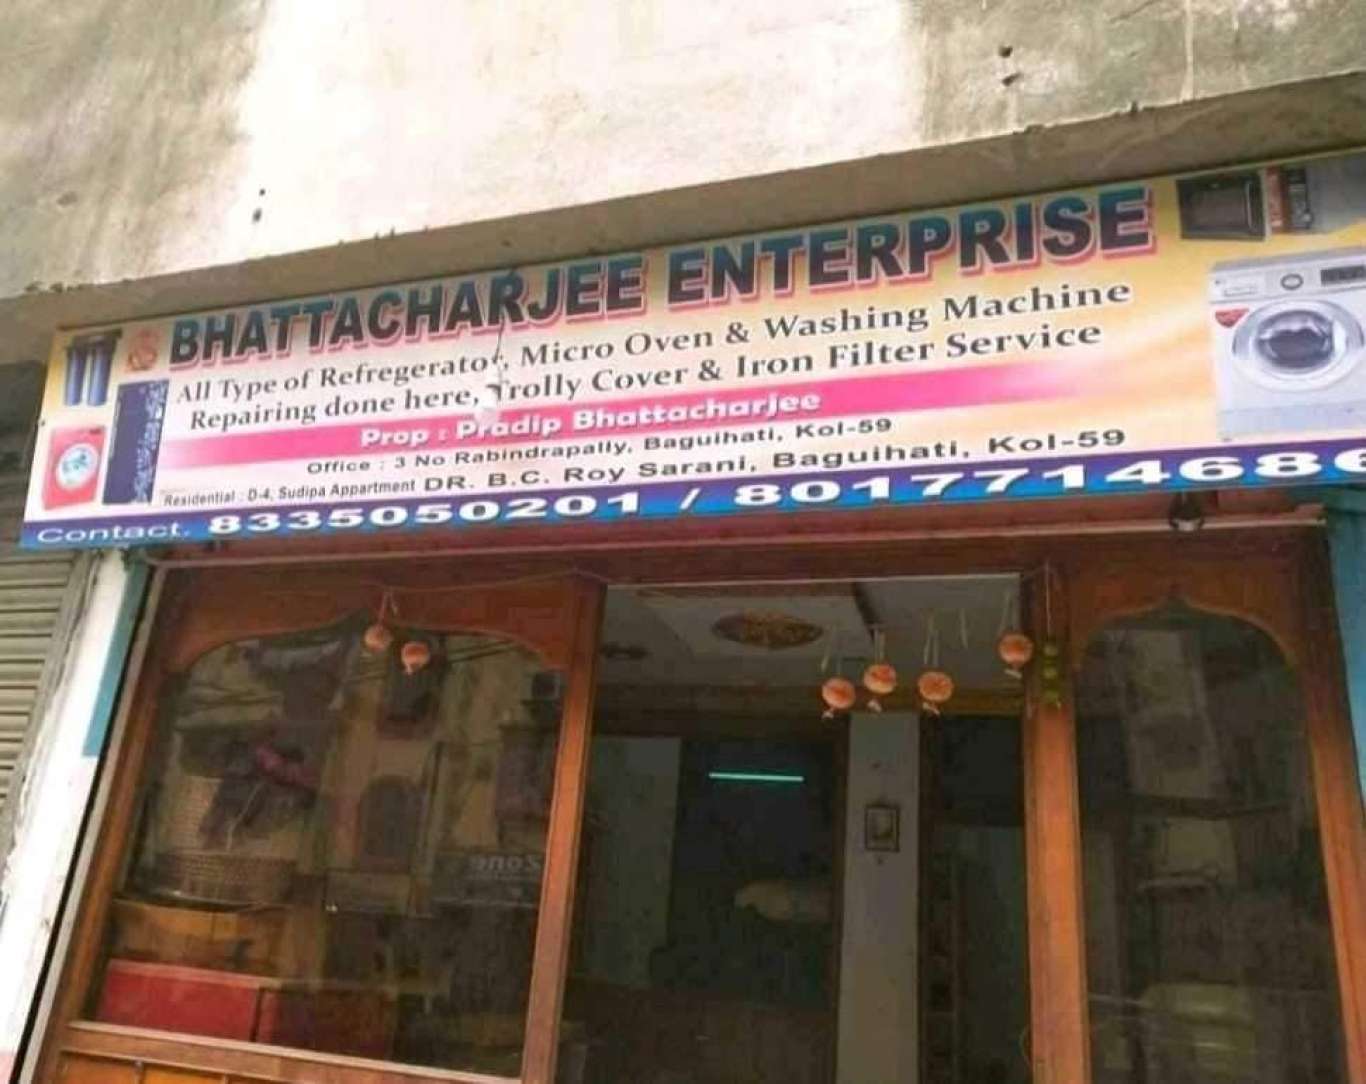 BHATTACHARJEE ENTERPRISE
All Type of Refregerator, Micro Oven & Washing Machine
Repairing done here, Trolly Cover & Iron Filter Service
Prop : Pradip Bhattacharjee
Office : 3 No Rabindrapally, Baguihati, Kol-59
Residential : D-4, Sudipa Appartment DR. B.C. Roy Sarani, Baguihati, Kol-59
Contact. 8335050201 / 8017714686